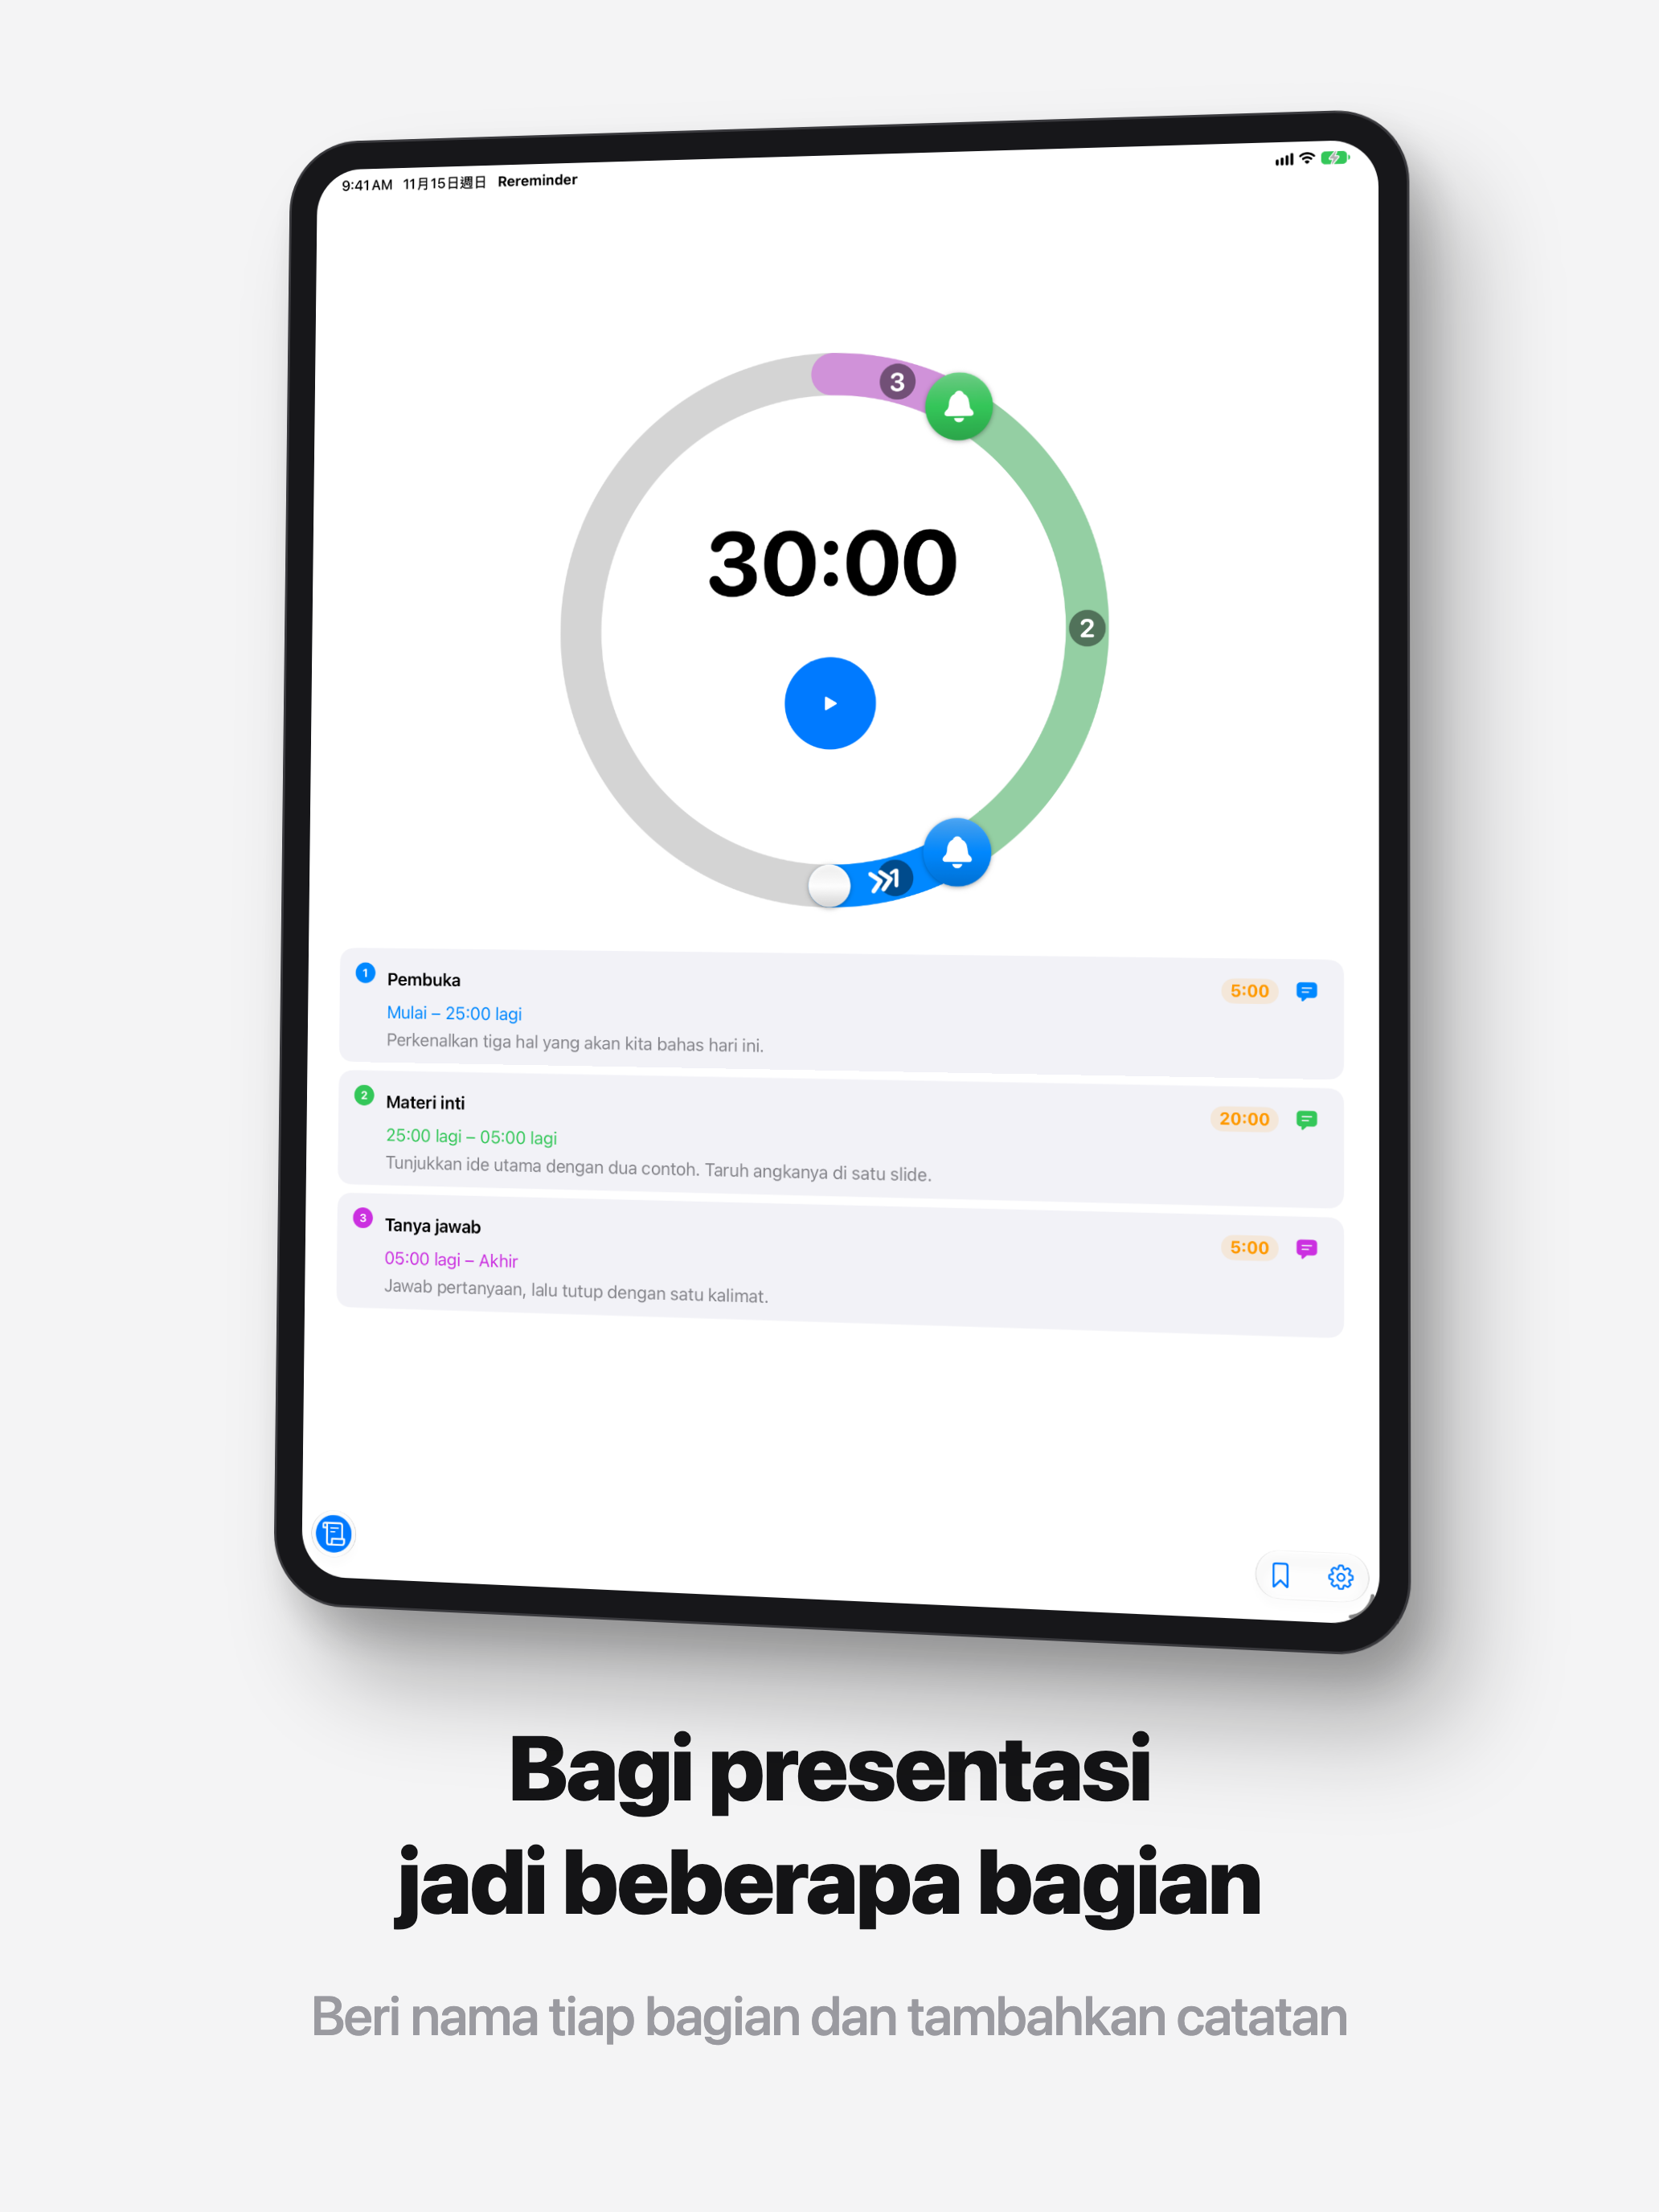 9:41 AM 11月15日週日 Rereminder
3
30:00
2
1
1 Pembuka 5:00
Mulai – 25:00 lagi
Perkenalkan tiga hal yang akan kita bahas hari ini.
2 Materi inti 20:00
25:00 lagi – 05:00 lagi
Tunjukkan ide utama dengan dua contoh. Taruh angkanya di satu slide.
3 Tanya jawab 5:00
05:00 lagi – Akhir
Jawab pertanyaan, lalu tutup dengan satu kalimat.
Bagi presentasi
jadi beberapa bagian
Beri nama tiap bagian dan tambahkan catatan